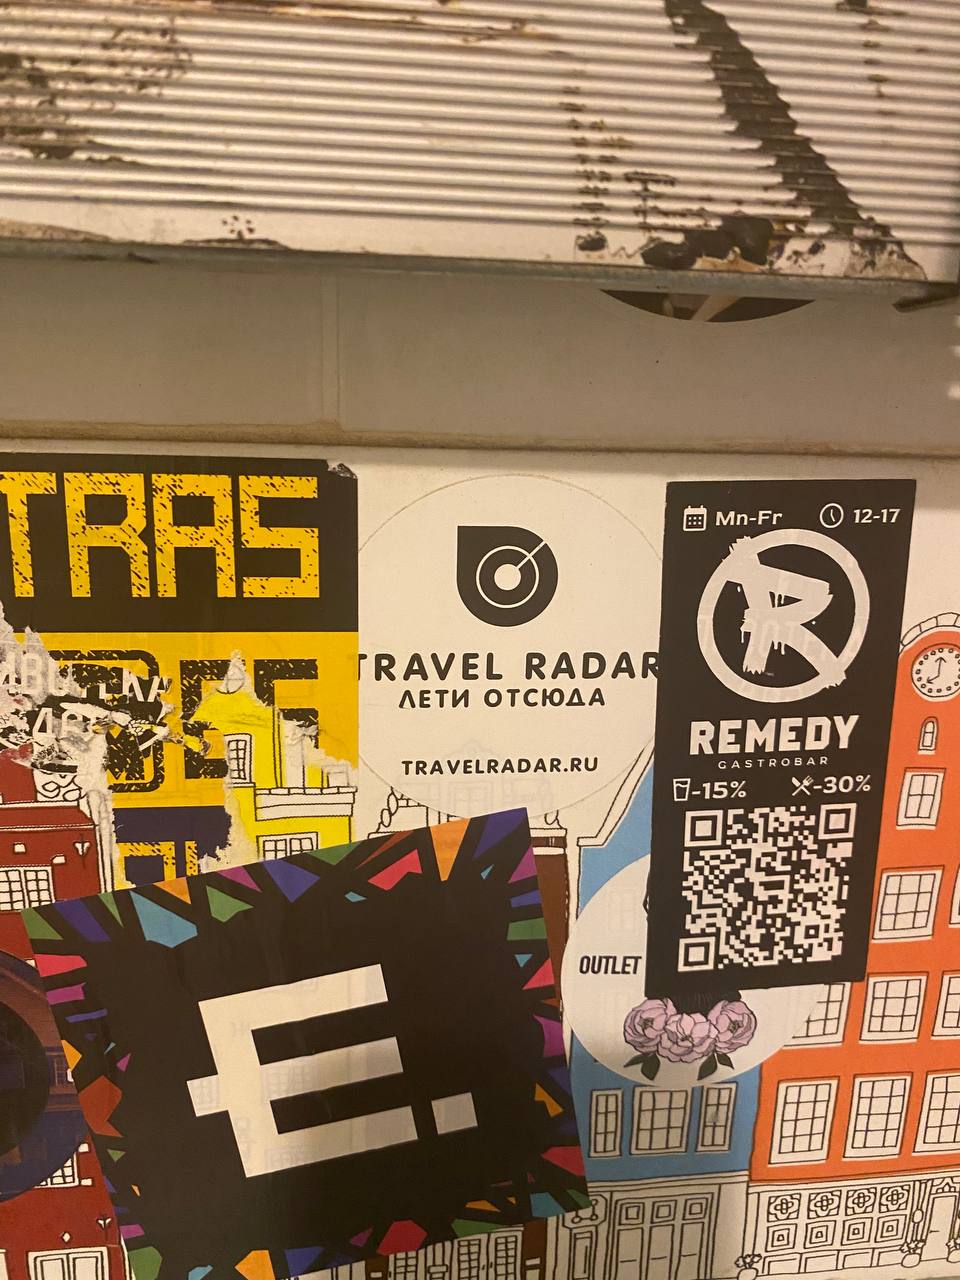 TRAS
TRAVEL RADAR
ЛЕТИ ОТСЮДА
TRAVELRADAR.RU
Mn-Fr 12-17
R
REMEDY
GASTROBAR
-15% -30%
OUTLET
E.